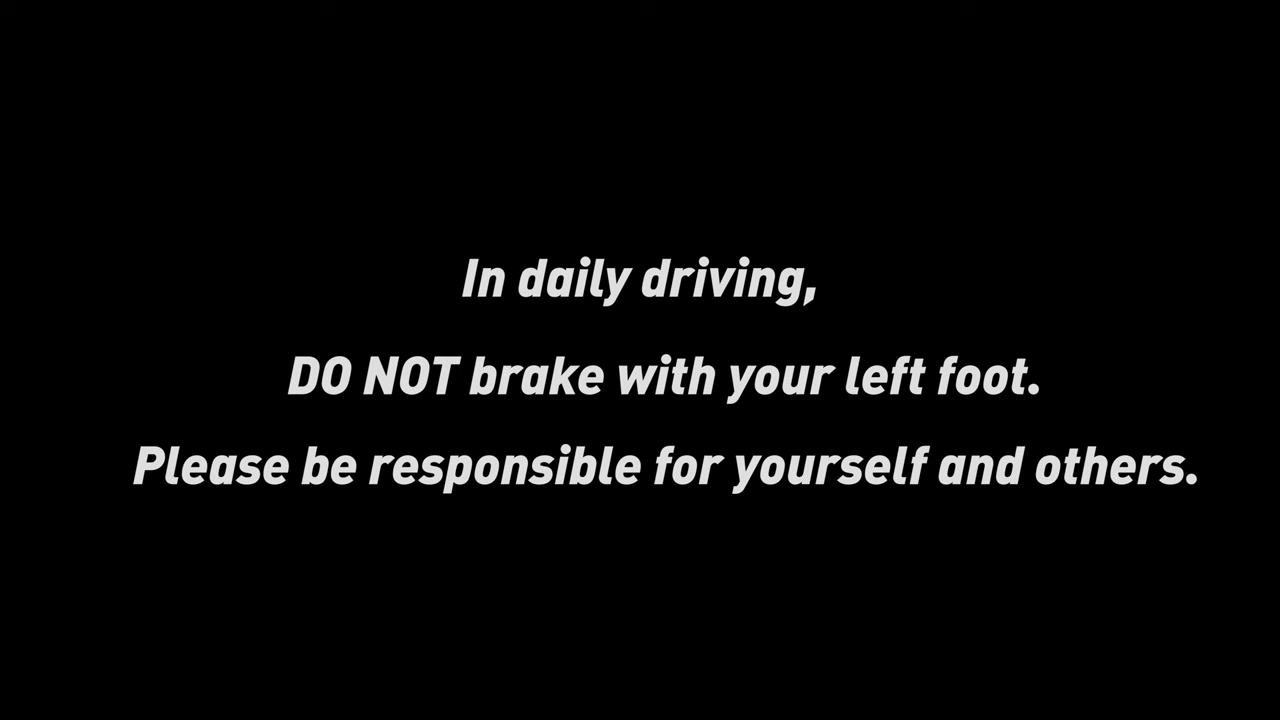 In daily driving,
DO NOT brake with your left foot.
Please be responsible for yourself and others.